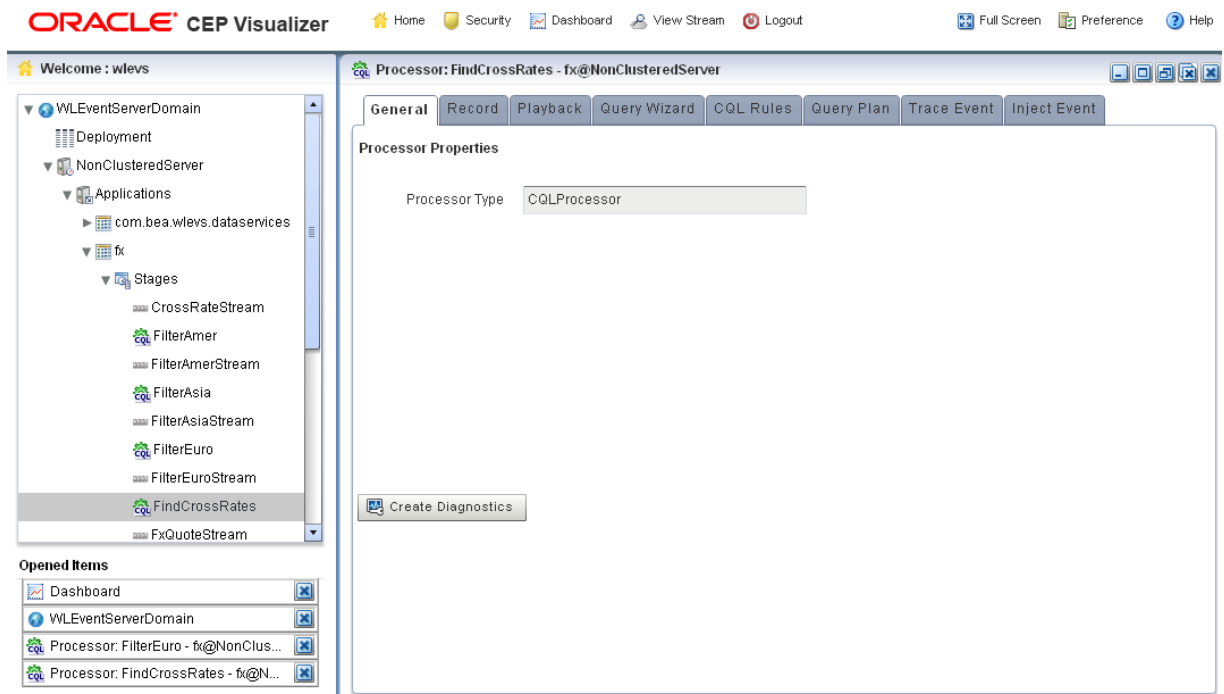 ORACLE CEP Visualizer
Home Security Dashboard View Stream Logout Full Screen Preference Help
Welcome : wlevs
WLEventServerDomain
Deployment
NonClusteredServer
Applications
com.bea.wlevs.dataservices
fx
Stages
CrossRateStream
FilterAmer
FilterAmerStream
FilterAsia
FilterAsiaStream
FilterEuro
FilterEuroStream
FindCrossRates
FxQuoteStream
Opened Items
Dashboard
WLEventServerDomain
Processor: FilterEuro - fx@NonClus...
Processor: FindCrossRates - fx@N...
Processor: FindCrossRates - fx@NonClusteredServer
General Record Playback Query Wizard CQL Rules Query Plan Trace Event Inject Event
Processor Properties
Processor Type CQLProcessor
Create Diagnostics